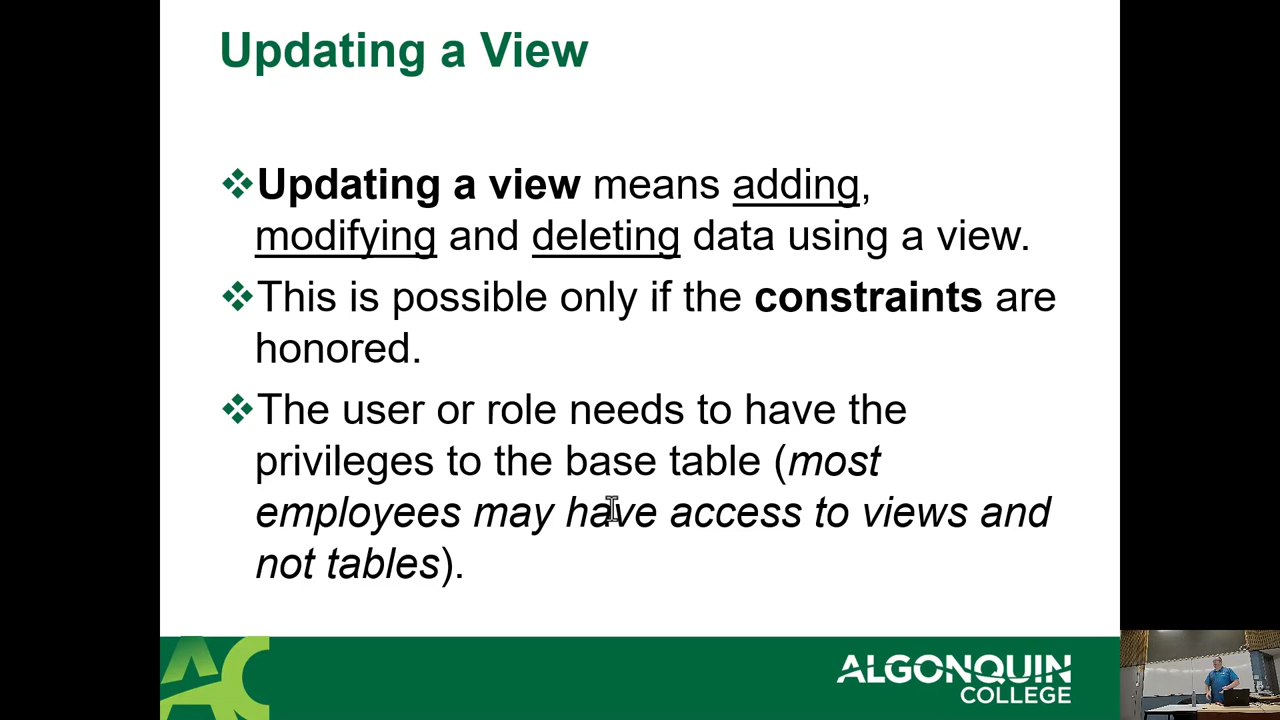 Updating a View
❖Updating a view means adding,
modifying and deleting data using a view.
❖This is possible only if the constraints are
honored.
❖The user or role needs to have the
privileges to the base table (most
employees may have access to views and
not tables).
AC
ALGONQUIN
COLLEGE